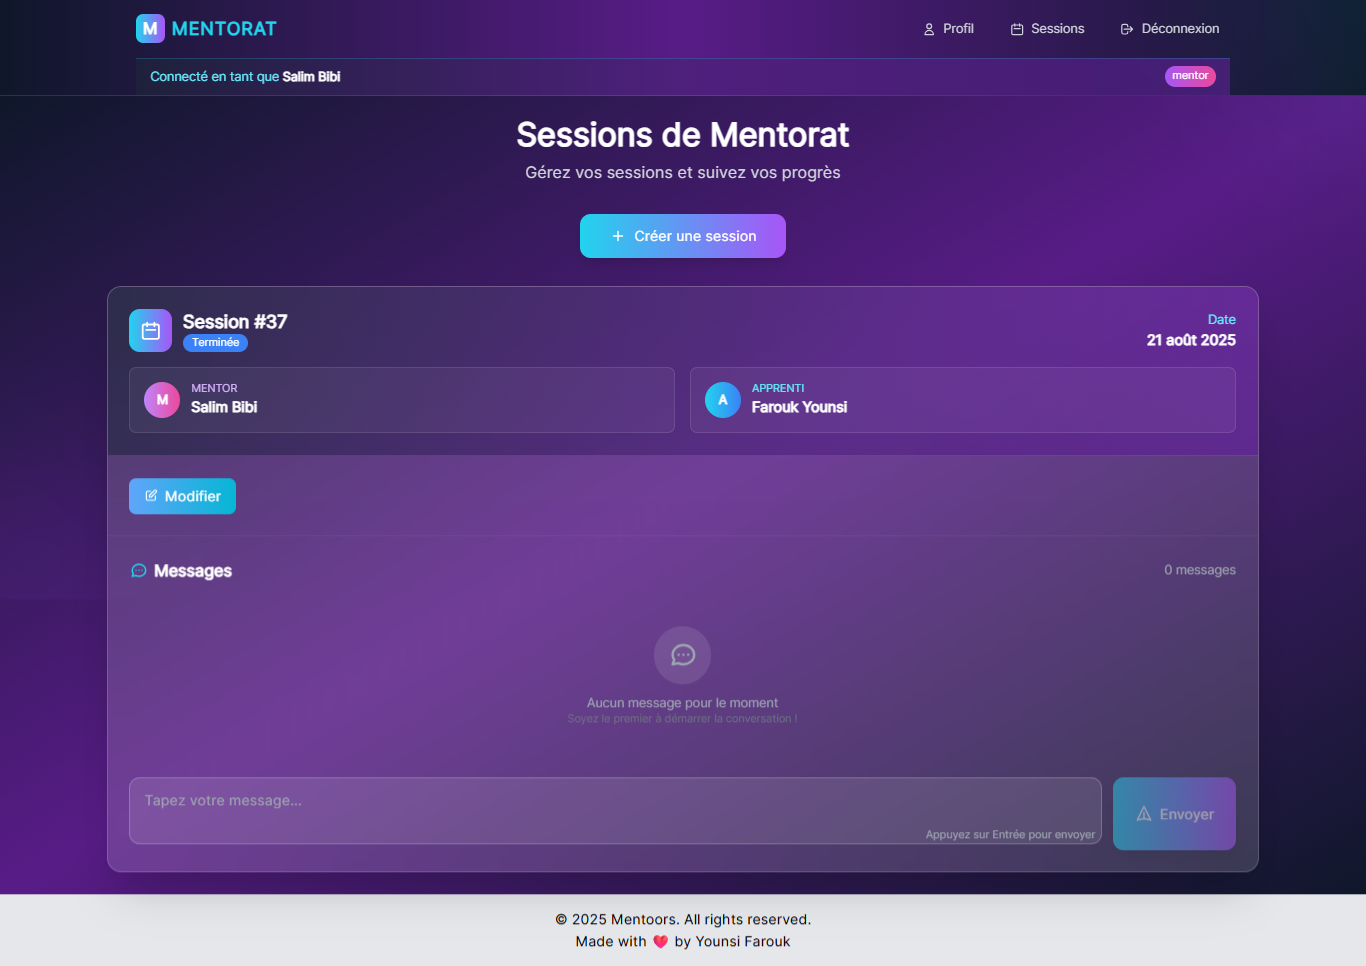 M MENTORAT
Profil
Sessions
Déconnexion
Connecté en tant que Salim Bibi
mentor
Sessions de Mentorat
Gérez vos sessions et suivez vos progrès
+ Créer une session
Session #37
Terminée
Date
21 août 2025
M
MENTOR
Salim Bibi
A
APPRENTI
Farouk Younsi
Modifier
Messages
0 messages
Aucun message pour le moment
Soyez le premier à démarrer la conversation !
Tapez votre message...
Appuyez sur Entrée pour envoyer
Envoyer
© 2025 Mentoors. All rights reserved.
Made with ❤️ by Younsi Farouk